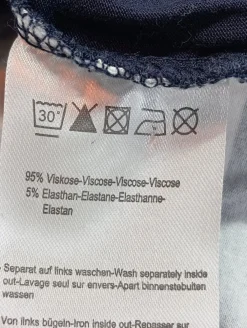 30°
95% Viskose-Viscose-Viscose-Viscose
5% Elasthan-Elastane-Elasthanne-
Elastan
- Separat auf links waschen-Wash separately inside
out-Lavage seul sur envers-Apart binnenstebuiten
wassen
Von links bügeln-Iron inside out-Repasser sur